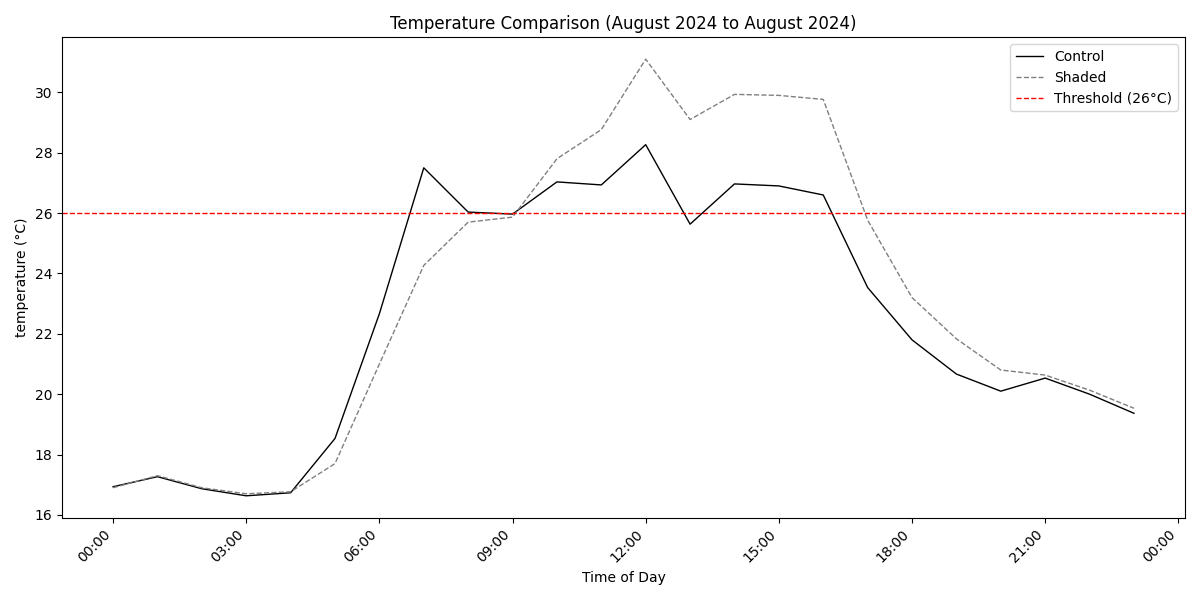 Temperature Comparison (August 2024 to August 2024)
Control
Shaded
Threshold (26°C)
temperature (°C)
30
28
26
24
22
20
18
16
00:00
03:00
06:00
09:00
12:00
15:00
18:00
21:00
00:00
Time of Day